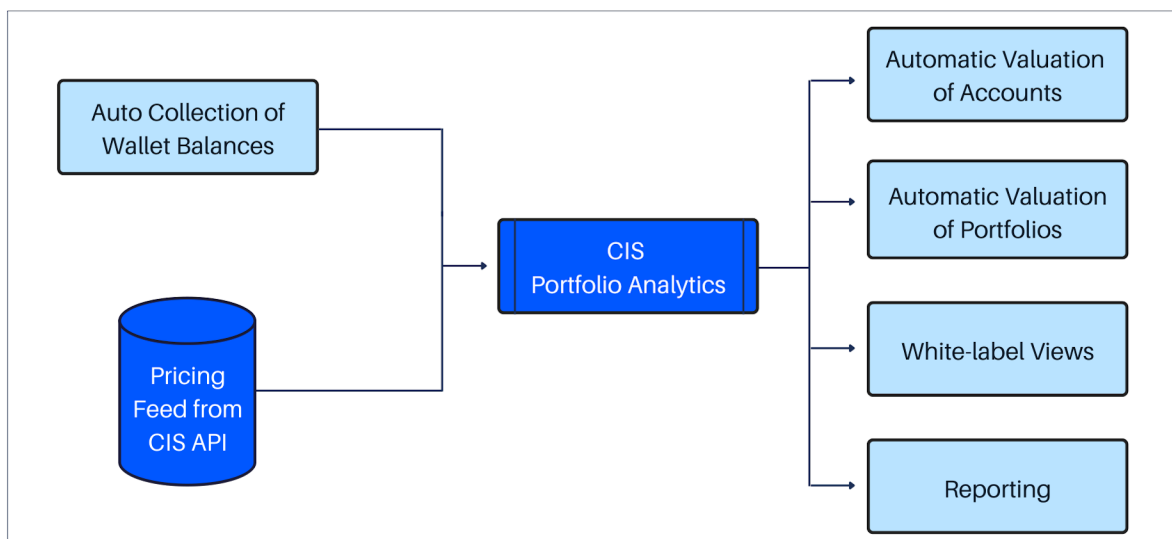 Auto Collection of
Wallet Balances
Pricing
Feed from
CIS API
CIS
Portfolio Analytics
Automatic Valuation
of Accounts
Automatic Valuation
of Portfolios
White-label Views
Reporting